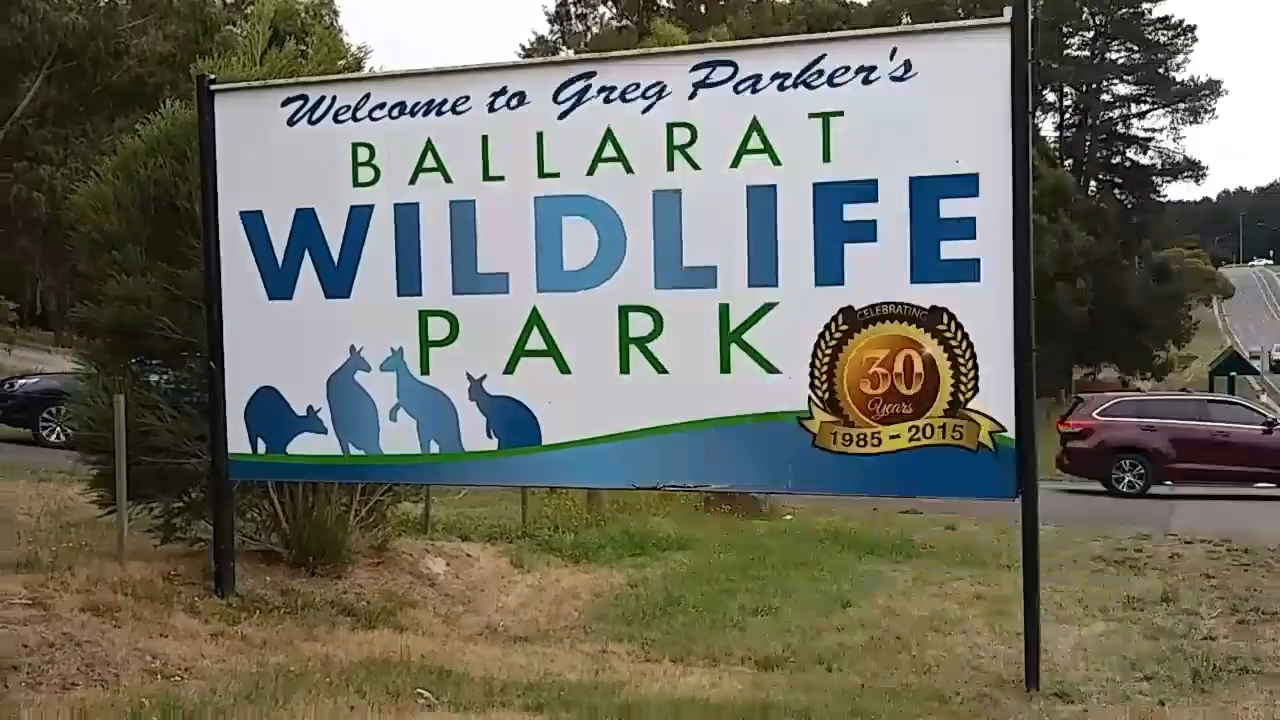 Welcome to Greg Parker's
BALLARAT
WILDLIFE
PARK
CELEBRATING
30
Years
1985 - 2015